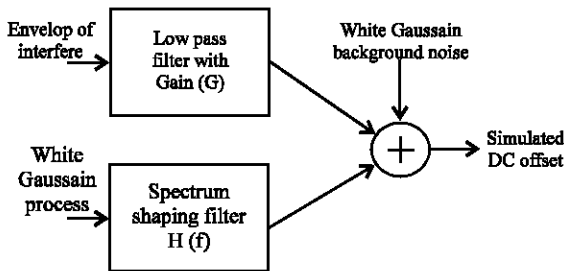 Envelop of
interfere
Low pass
filter with
Gain (G)
White Gaussain
background noise
White
Gaussain
process
Spectrum
shaping filter
H (f)
+
Simulated
DC offset